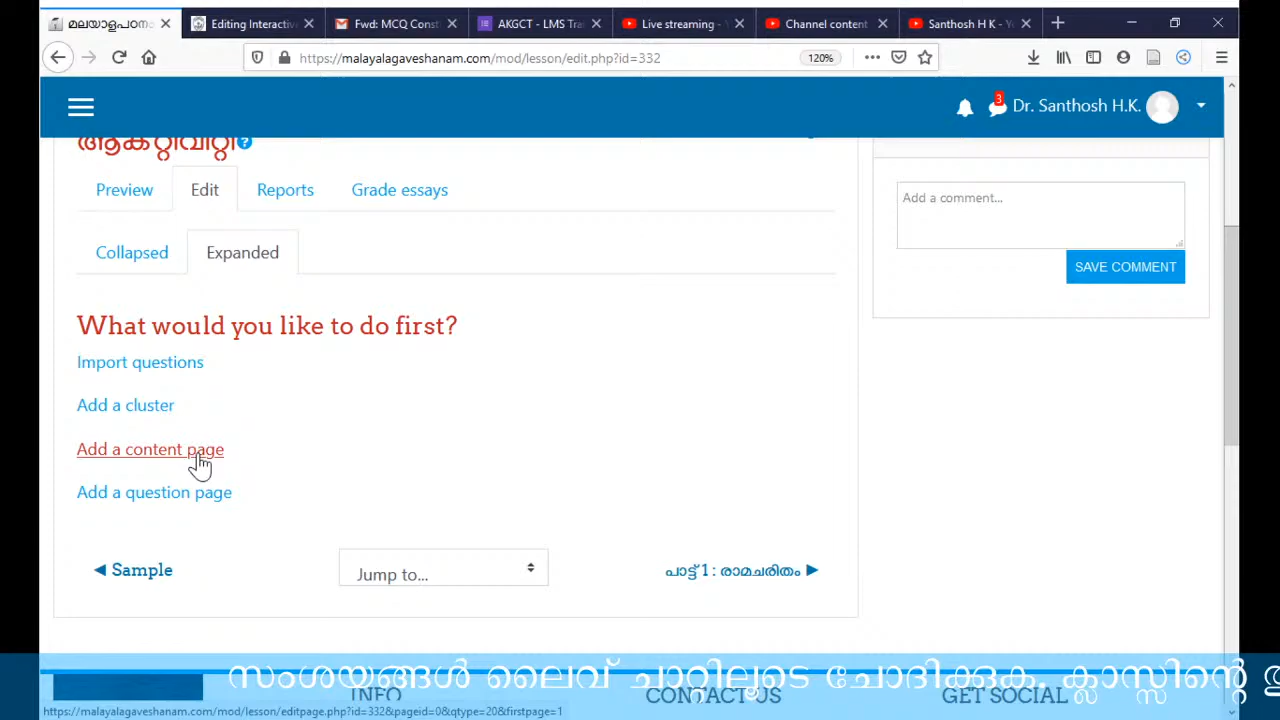 മലയാളപഠന
Editing Interactiv
Fwd: MCQ Const
AKGCT - LMS Tra
Live streaming -
Channel content
Santhosh H K - Y
https://malayalagaveshanam.com/mod/lesson/edit.php?id=332
120%
3
Dr. Santhosh H.K.
ആക്റ്റിവിറ്റി
Preview
Edit
Reports
Grade essays
Add a comment...
SAVE COMMENT
Collapsed
Expanded
What would you like to do first?
Import questions
Add a cluster
Add a content page
Add a question page
◄ Sample
Jump to...
പാട്ട് 1 : രാമചരിതം ►
സംശയങ്ങൾ ലൈവ് ചാറ്റിലൂടെ ചോദിക്കുക. ക്ലാസ്സിന്റെ
INFO
CONTACT US
GET SOCIAL
https://malayalagaveshanam.com/mod/lesson/editpage.php?id=332&pageid=0&qtype=20&firstpage=1